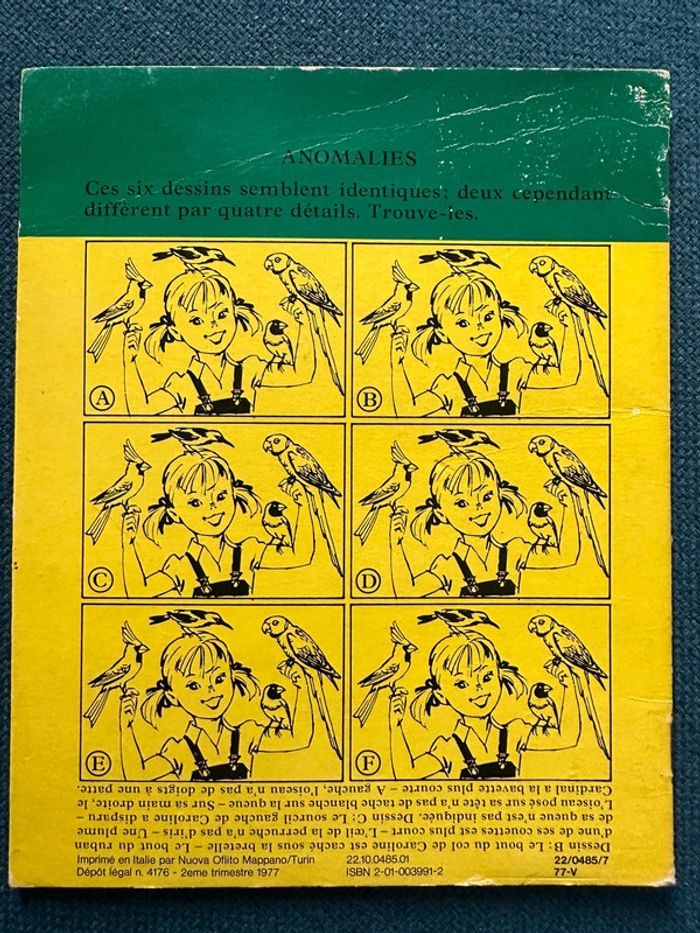 ANOMALIES
Ces six dessins semblent identiques; deux cependant
diffèrent par quatre détails. Trouve-les.
A
B
C
D
E
F
Dessin B: Le bout du col de Caroline est caché sous la bretelle – Le bout du ruban
d'une de ses couettes est plus court – L'œil de la perruche n'a pas d'iris – Une plume
de sa queue n'est pas indiquée. Dessin C: Le sourcil gauche de Caroline a disparu –
L'oiseau posé sur sa tête n'a pas de tache blanche sur la queue – Sur sa main droite, le
Cardinal a la bavette plus courte – A gauche, l'oiseau n'a pas de doigts à une patte.
Imprimé en Italie par Nuova Oflito Mappano/Turin 22.10.0485.01 22/0485/7
Dépôt légal n. 4176 - 2eme trimestre 1977 ISBN 2-01-003991-2 77-V